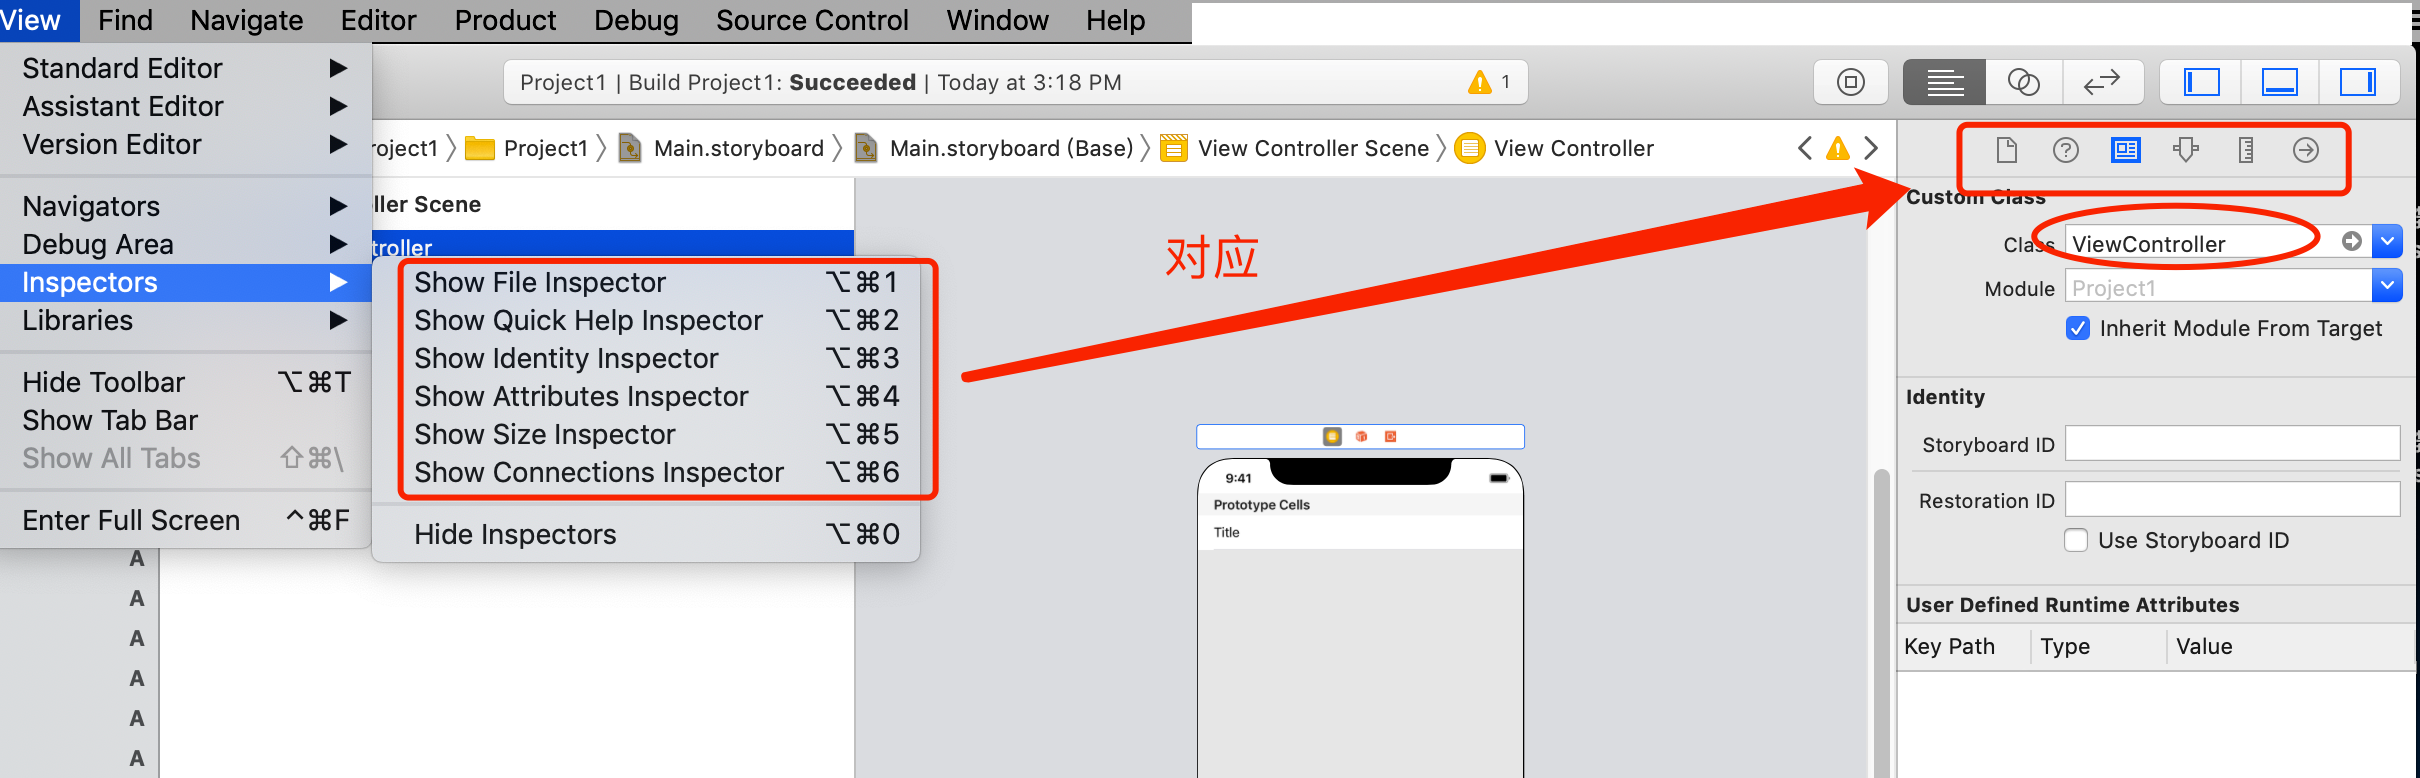 View Find Navigate Editor Product Debug Source Control Window Help
Standard Editor
Assistant Editor
Version Editor
Navigators
Debug Area
Inspectors
Libraries
Hide Toolbar ⌥⌘T
Show Tab Bar
Show All Tabs ⇧⌘\
Enter Full Screen ^⌘F
Show File Inspector ⌥⌘1
Show Quick Help Inspector ⌥⌘2
Show Identity Inspector ⌥⌘3
Show Attributes Inspector ⌥⌘4
Show Size Inspector ⌥⌘5
Show Connections Inspector ⌥⌘6
Hide Inspectors ⌥⌘0
A
A
A
A
A
A
Project1 | Build Project1: Succeeded | Today at 3:18 PM 1
roject1 Project1 Main.storyboard Main.storyboard (Base) View Controller Scene View Controller
ller Scene
troller
对应
9:41
Prototype Cells
Title
Custom Class
Class ViewController
Module Project1
Inherit Module From Target
Identity
Storyboard ID
Restoration ID
Use Storyboard ID
User Defined Runtime Attributes
Key Path Type Value